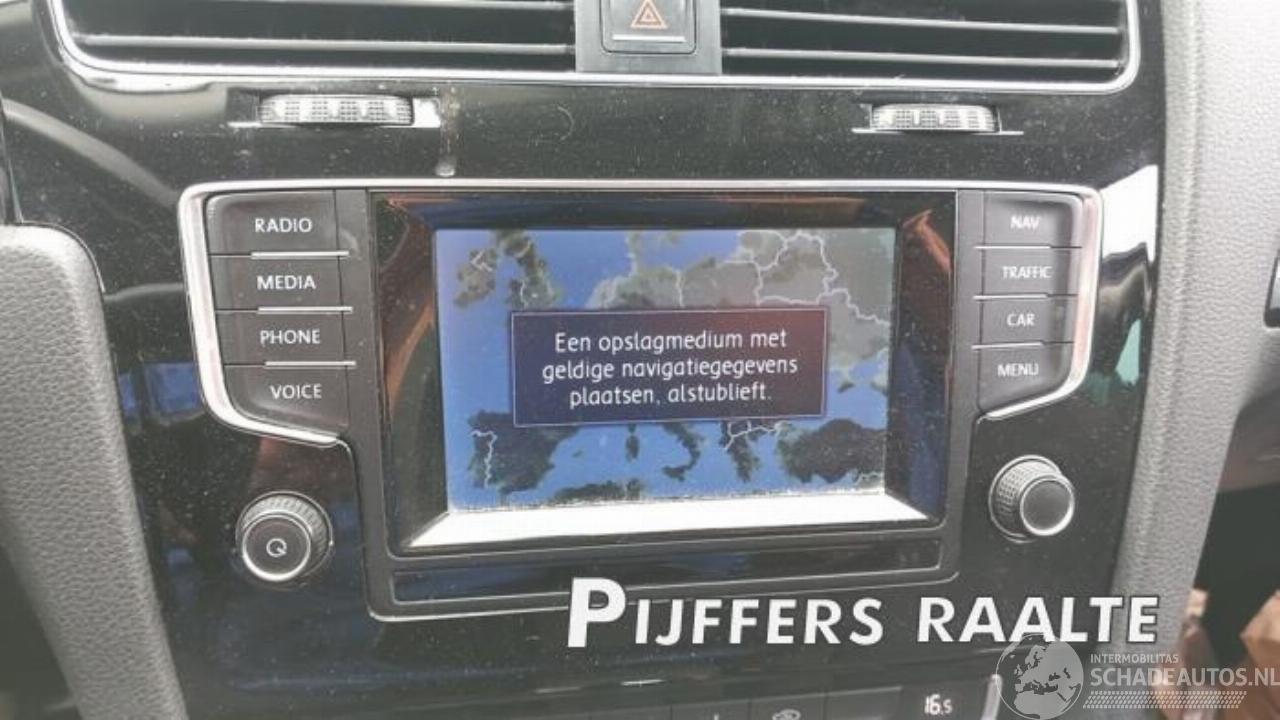 RADIO
MEDIA
PHONE
VOICE
NAV
TRAFFIC
CAR
MENU
Een opslagmedium met
geldige navigatiegegevens
plaatsen, alstublieft.
PIJFFERS RAALTE
INTERMOBILITAS
SCHADEAUTOS.NL
16.5